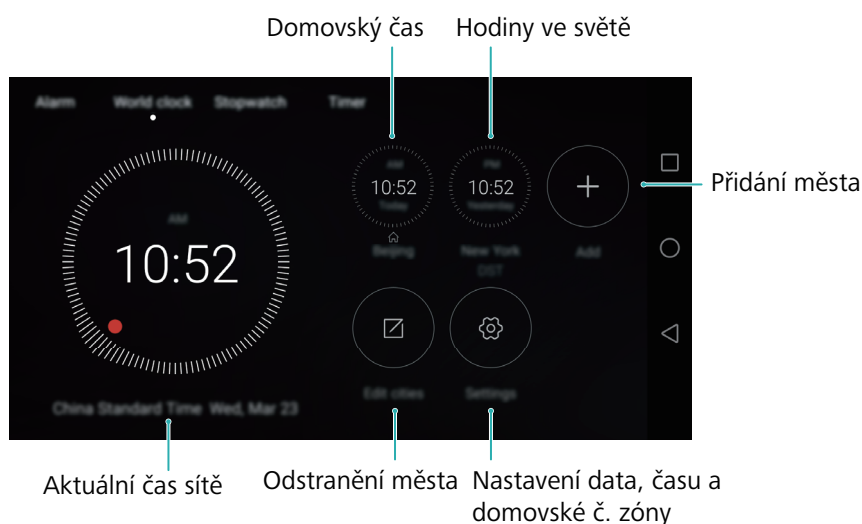 Domovský čas Hodiny ve světě
Alarm World clock Stopwatch Timer
AM
10:52
Today
PM
10:52
Yesterday
Přidání města
AM
10:52
Beijing
New York
DST
Add
Edit cities
Settings
China Standard Time Wed, Mar 23
Aktuální čas sítě
Odstranění města
Nastavení data, času a
domovské č. zóny